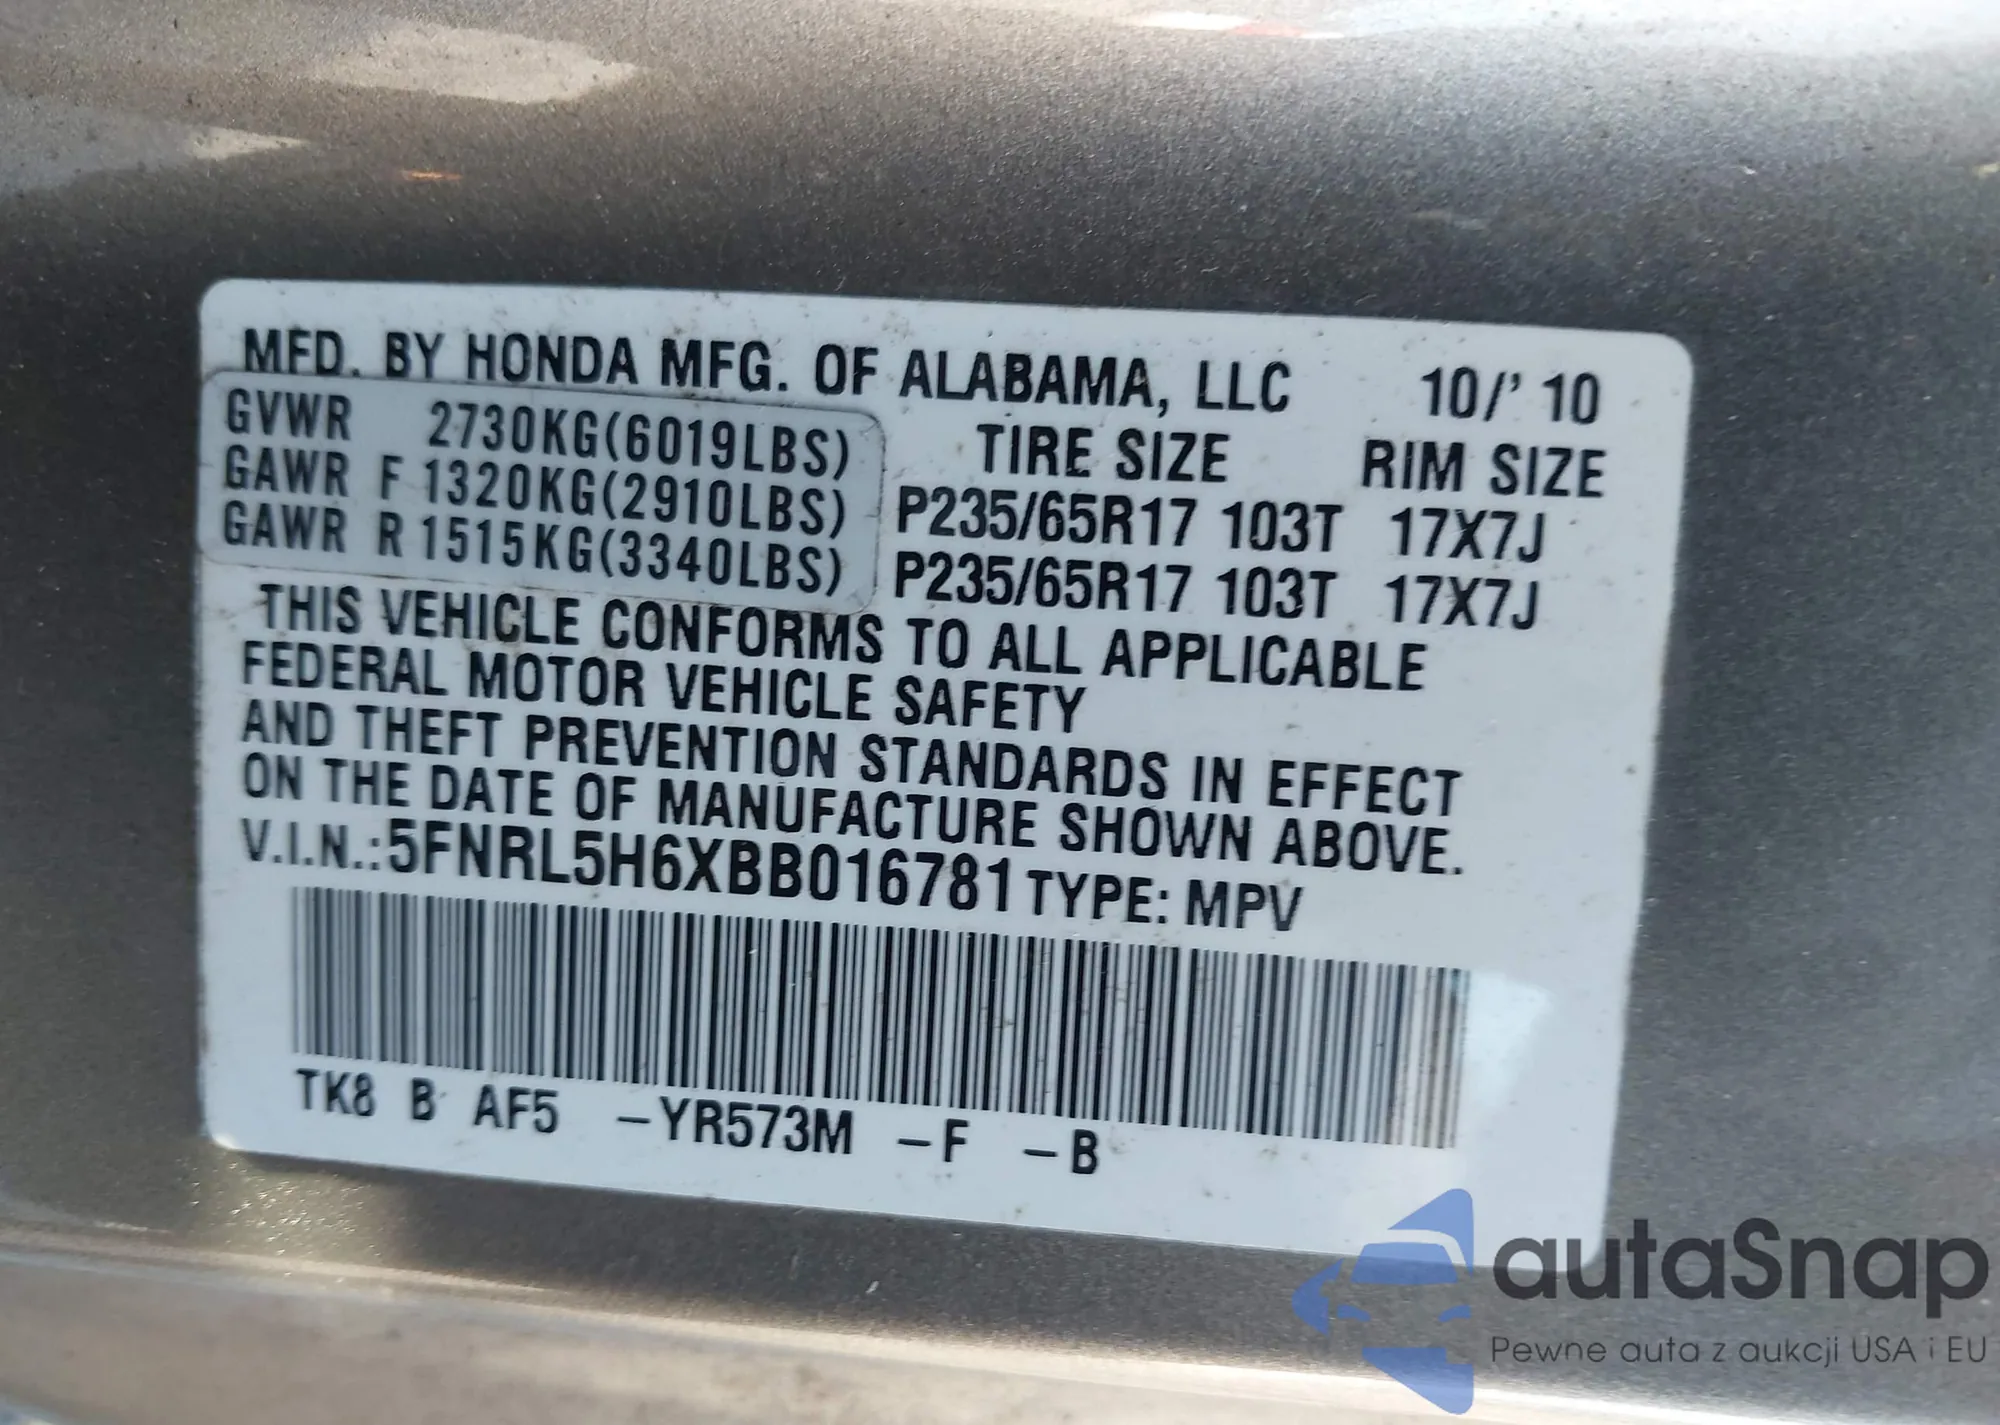 MFD. BY HONDA MFG. OF ALABAMA, LLC 10/' 10
GVWR 2730KG(6019LBS) TIRE SIZE RIM SIZE
GAWR F 1320KG(2910LBS) P235/65R17 103T 17X7J
GAWR R 1515KG(3340LBS) P235/65R17 103T 17X7J
THIS VEHICLE CONFORMS TO ALL APPLICABLE
FEDERAL MOTOR VEHICLE SAFETY
AND THEFT PREVENTION STANDARDS IN EFFECT
ON THE DATE OF MANUFACTURE SHOWN ABOVE.
V.I.N.:5FNRL5H6XBB016781 TYPE: MPV
TK8 B AF5 –YR573M –F –B
autaSnap
Pewne auta z aukcji USA i EU